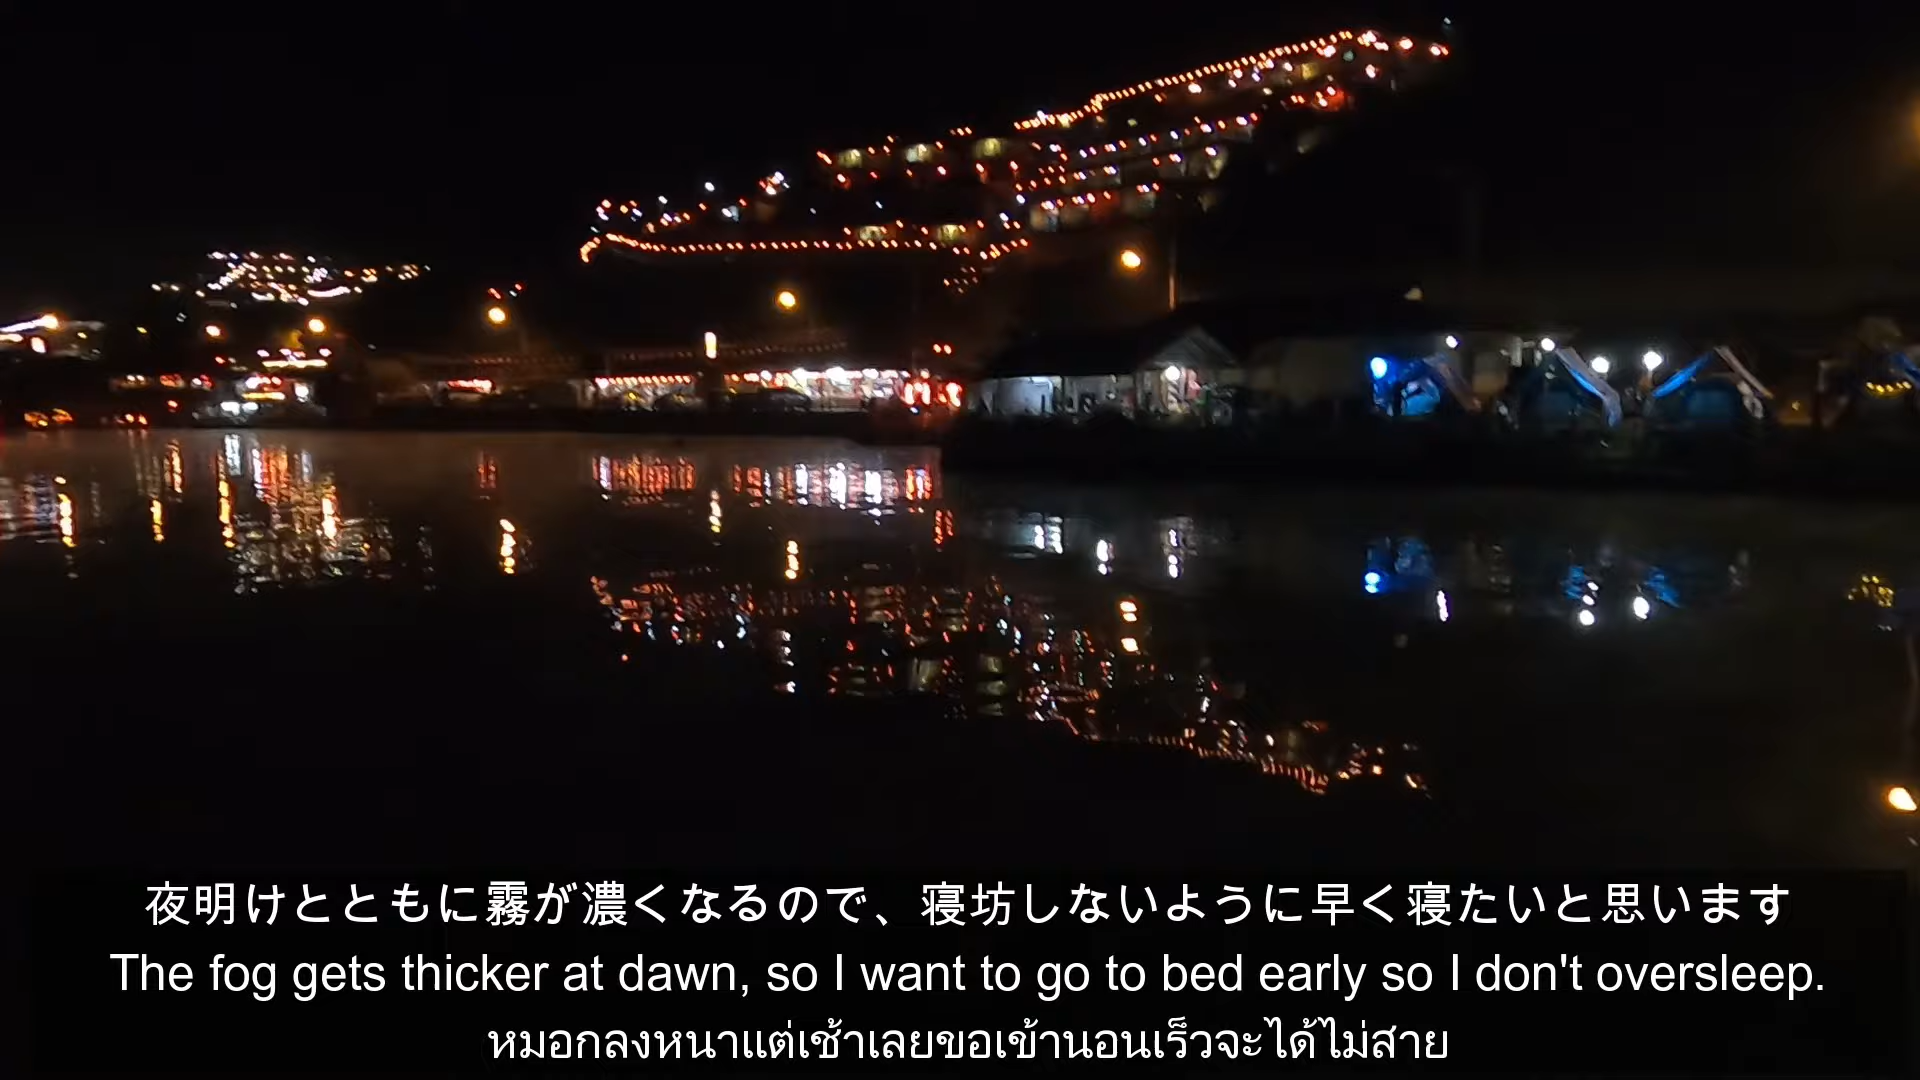 夜明けとともに霧が濃くなるので、寝坊しないように早く寝たいと思います
The fog gets thicker at dawn, so I want to go to bed early so I don't oversleep.
หมอกลงหนาแต่เช้าเลยขอเข้านอนเร็วจะได้ไม่สาย